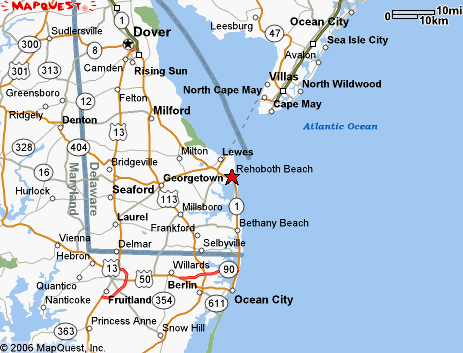 MAPQUEST
10mi
10km
Leesburg
Ocean City
47
Sea Isle City
Avalon
Villas
North Wildwood
North Cape May
Cape May
Atlantic Ocean
Sudlersville
1
Dover
300
8
Camden
Rising Sun
301
313
Greensboro
12
Felton
Ridgely
Denton
13
Milford
404
328
16
Delaware
Maryland
Bridgeville
Milton
Lewes
Rehoboth Beach
Georgetown
Hurlock
Seaford
113
Millsboro
1
Laurel
Frankford
Bethany Beach
Vienna
Delmar
Selbyville
Hebron
13
50
Willards
90
Quantico
Berlin
Nanticoke
Fruitland
354
611
Ocean City
363
Princess Anne
Snow Hill
© 2006 MapQuest, Inc.